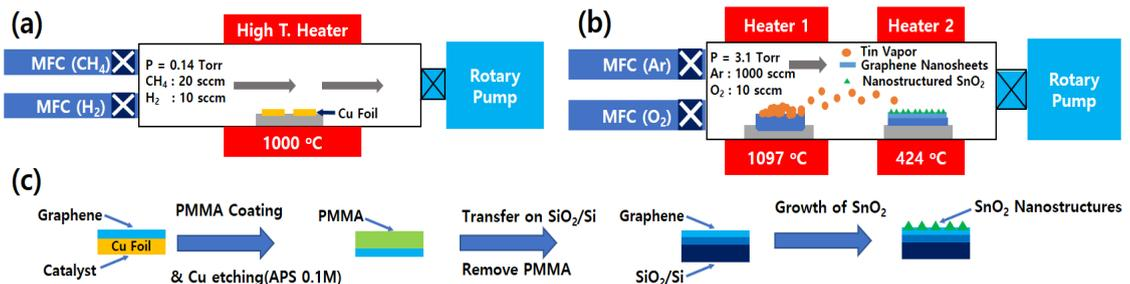 (a)
High T. Heater
MFC (CH₄)
MFC (H₂)
P = 0.14 Torr
CH₄ : 20 sccm
H₂ : 10 sccm
Cu Foil
1000 ºC
Rotary
Pump
(b)
Heater 1
Heater 2
MFC (Ar)
MFC (O₂)
P = 3.1 Torr
Ar : 1000 sccm
O₂ : 10 sccm
Tin Vapor
Graphene Nanosheets
Nanostructured SnO₂
1097 ºC
424 ºC
Rotary
Pump
(c)
Graphene
Cu Foil
Catalyst
PMMA Coating
& Cu etching(APS 0.1M)
PMMA
Transfer on SiO₂/Si
Remove PMMA
Graphene
SiO₂/Si
Growth of SnO₂
SnO₂ Nanostructures